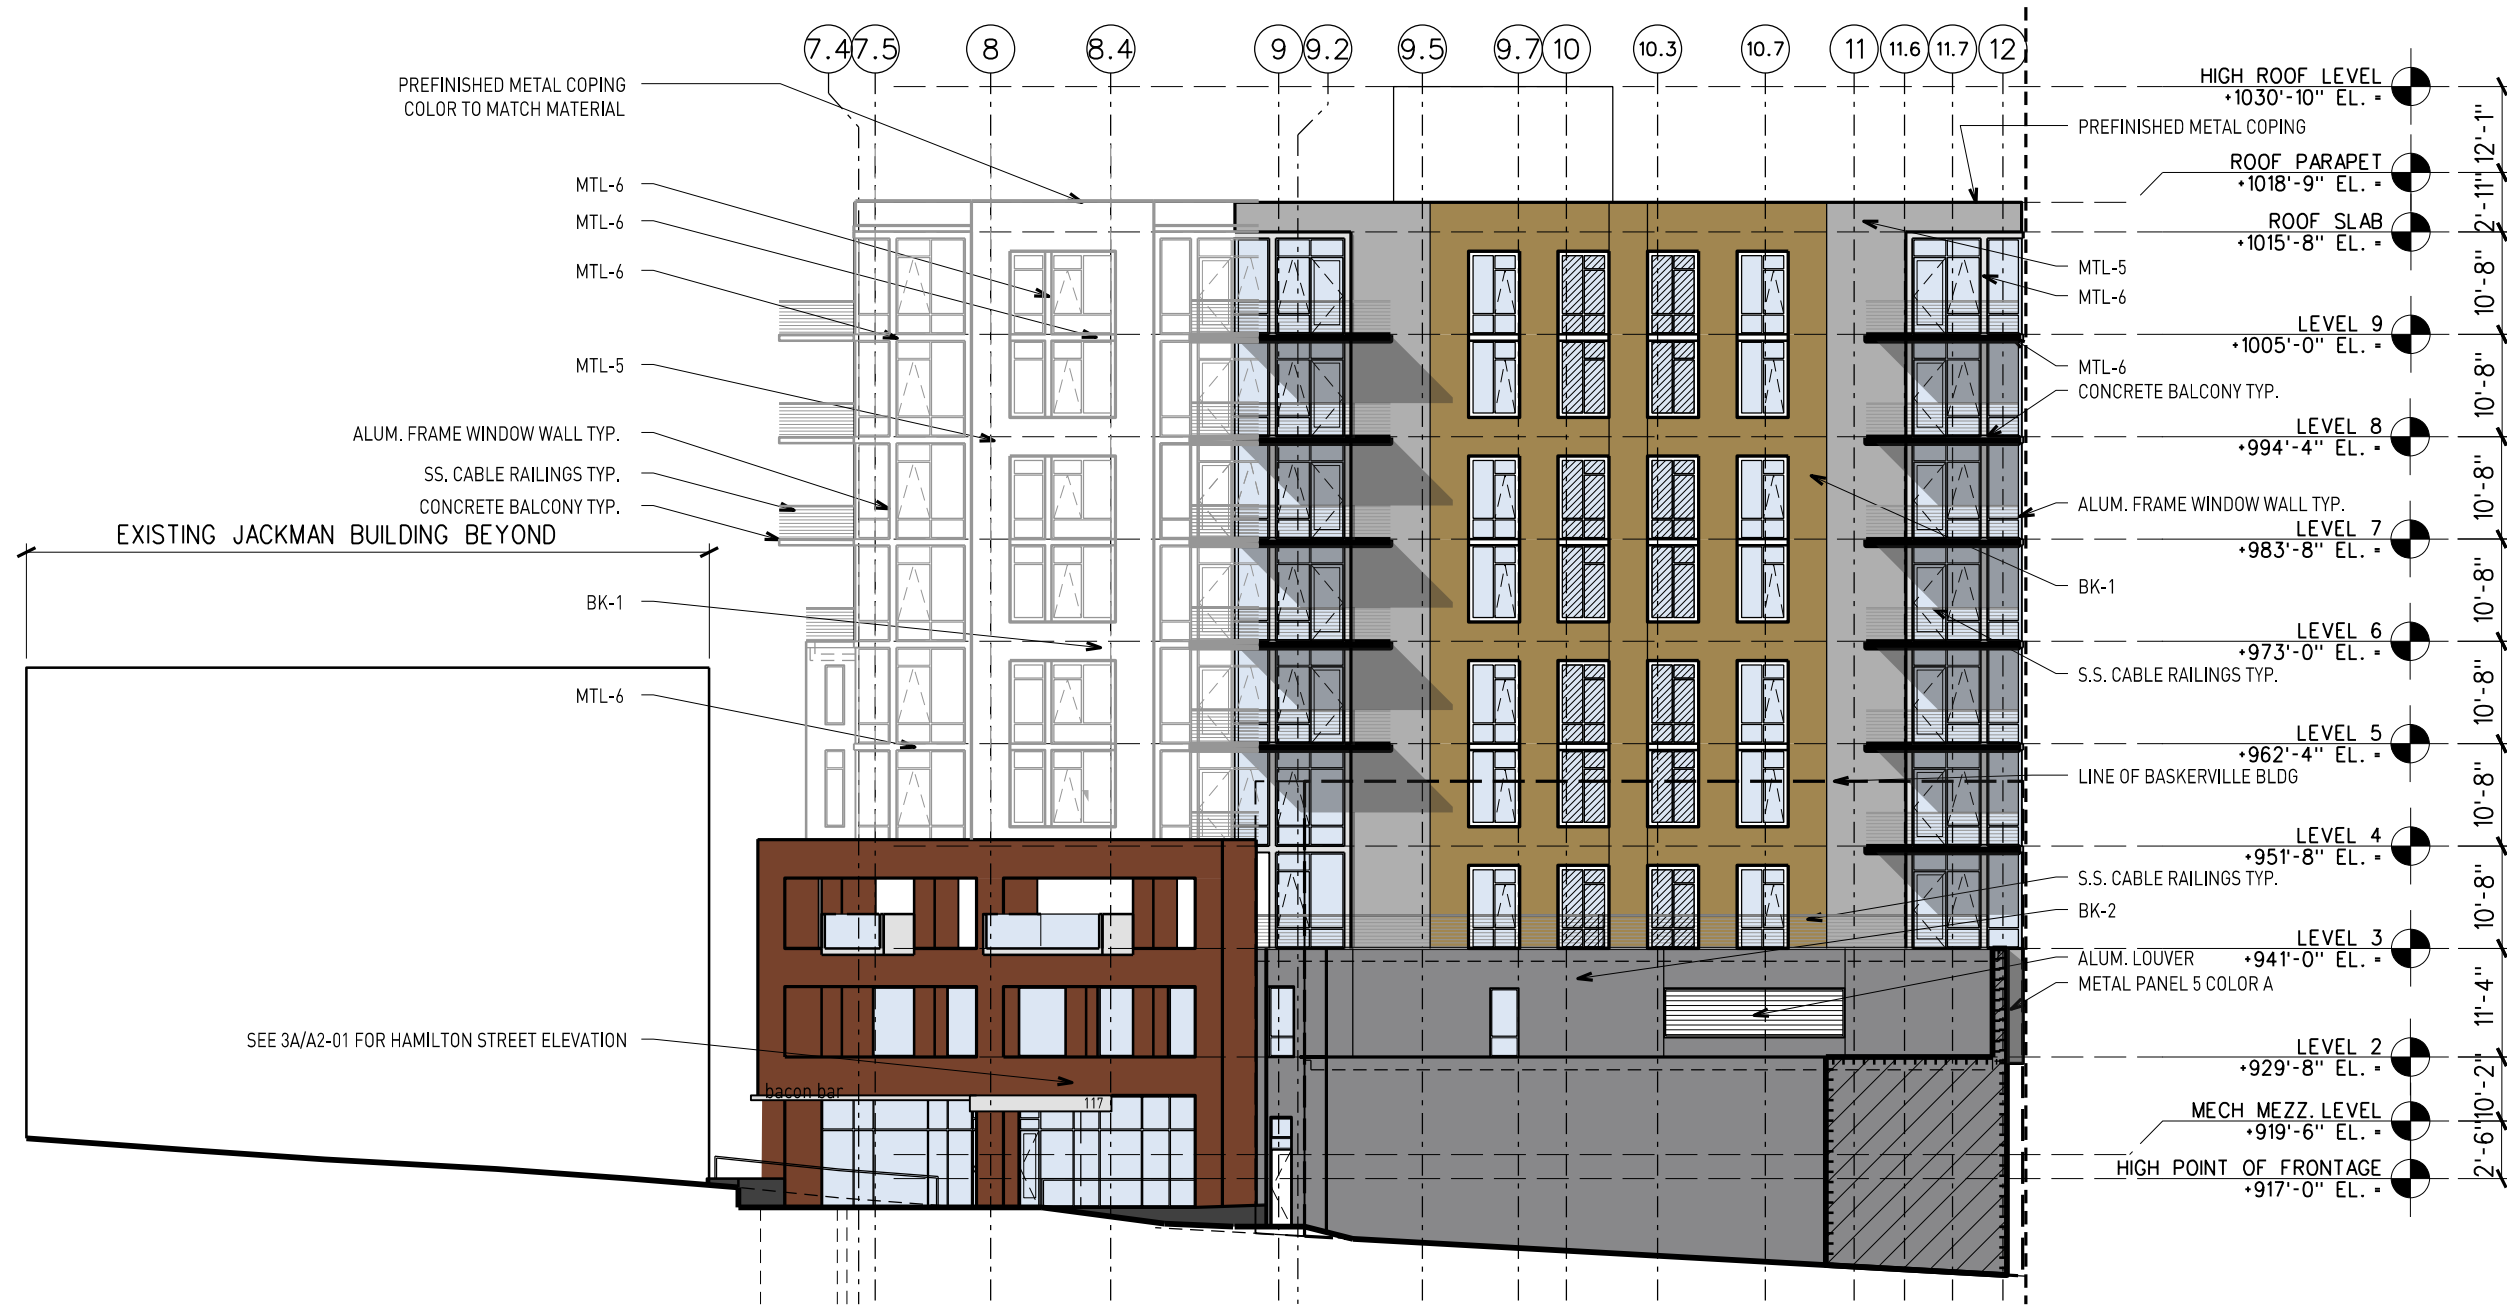 7.4 7.5 8 8.4 9 9.2 9.5 9.7 10 10.3 10.7 11 11.6 11.7 12
PREFINISHED METAL COPING
COLOR TO MATCH MATERIAL
MTL-6
MTL-6
MTL-6
MTL-5
ALUM. FRAME WINDOW WALL TYP.
SS. CABLE RAILINGS TYP.
CONCRETE BALCONY TYP.
EXISTING JACKMAN BUILDING BEYOND
BK-1
MTL-6
SEE 3A/A2-01 FOR HAMILTON STREET ELEVATION
bacon bar
117
HIGH ROOF LEVEL
+1030'-10" EL. =
PREFINISHED METAL COPING
ROOF PARAPET
+1018'-9" EL. =
ROOF SLAB
+1015'-8" EL. =
MTL-5
MTL-6
LEVEL 9
+1005'-0" EL. =
MTL-6
CONCRETE BALCONY TYP.
LEVEL 8
+994'-4" EL. =
ALUM. FRAME WINDOW WALL TYP.
LEVEL 7
+983'-8" EL. =
BK-1
LEVEL 6
+973'-0" EL. =
S.S. CABLE RAILINGS TYP.
LEVEL 5
+962'-4" EL. =
LINE OF BASKERVILLE BLDG
LEVEL 4
+951'-8" EL. =
S.S. CABLE RAILINGS TYP.
BK-2
LEVEL 3
+941'-0" EL. =
ALUM. LOUVER
METAL PANEL 5 COLOR A
LEVEL 2
+929'-8" EL. =
MECH MEZZ. LEVEL
+919'-6" EL. =
HIGH POINT OF FRONTAGE
+917'-0" EL. =
12'-1"
2'-11"
10'-8"
10'-8"
10'-8"
10'-8"
10'-8"
10'-8"
10'-8"
11'-4"
10'-2"
2'-6"